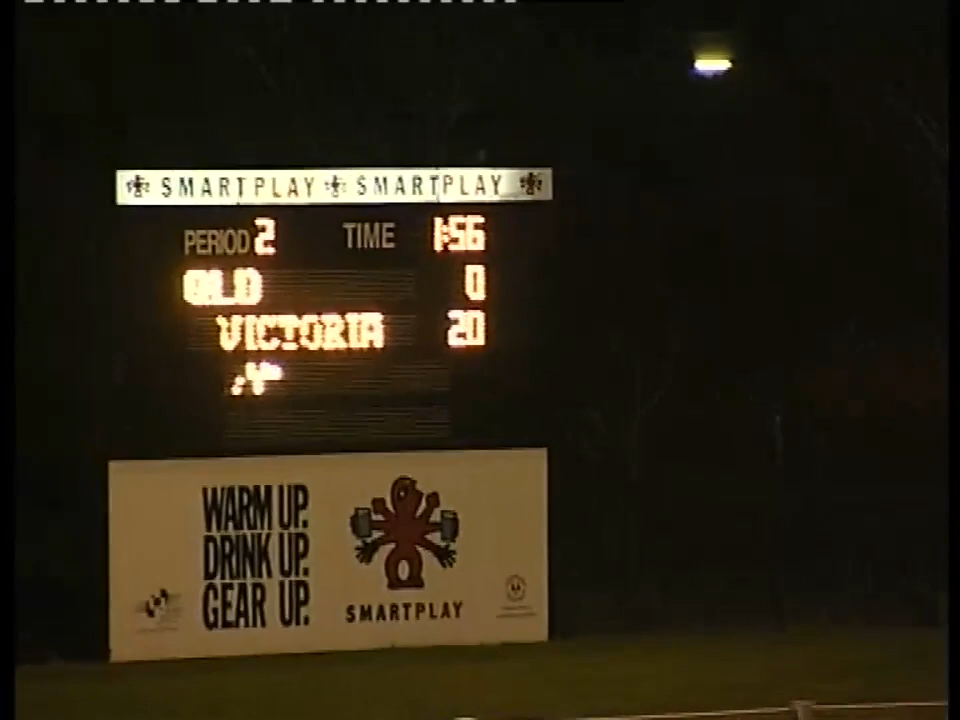 SMARTPLAY SMARTPLAY
PERIOD 2 TIME 1:56
QLD 0
VICTORIA 20
WARM UP.
DRINK UP.
GEAR UP.
SMARTPLAY